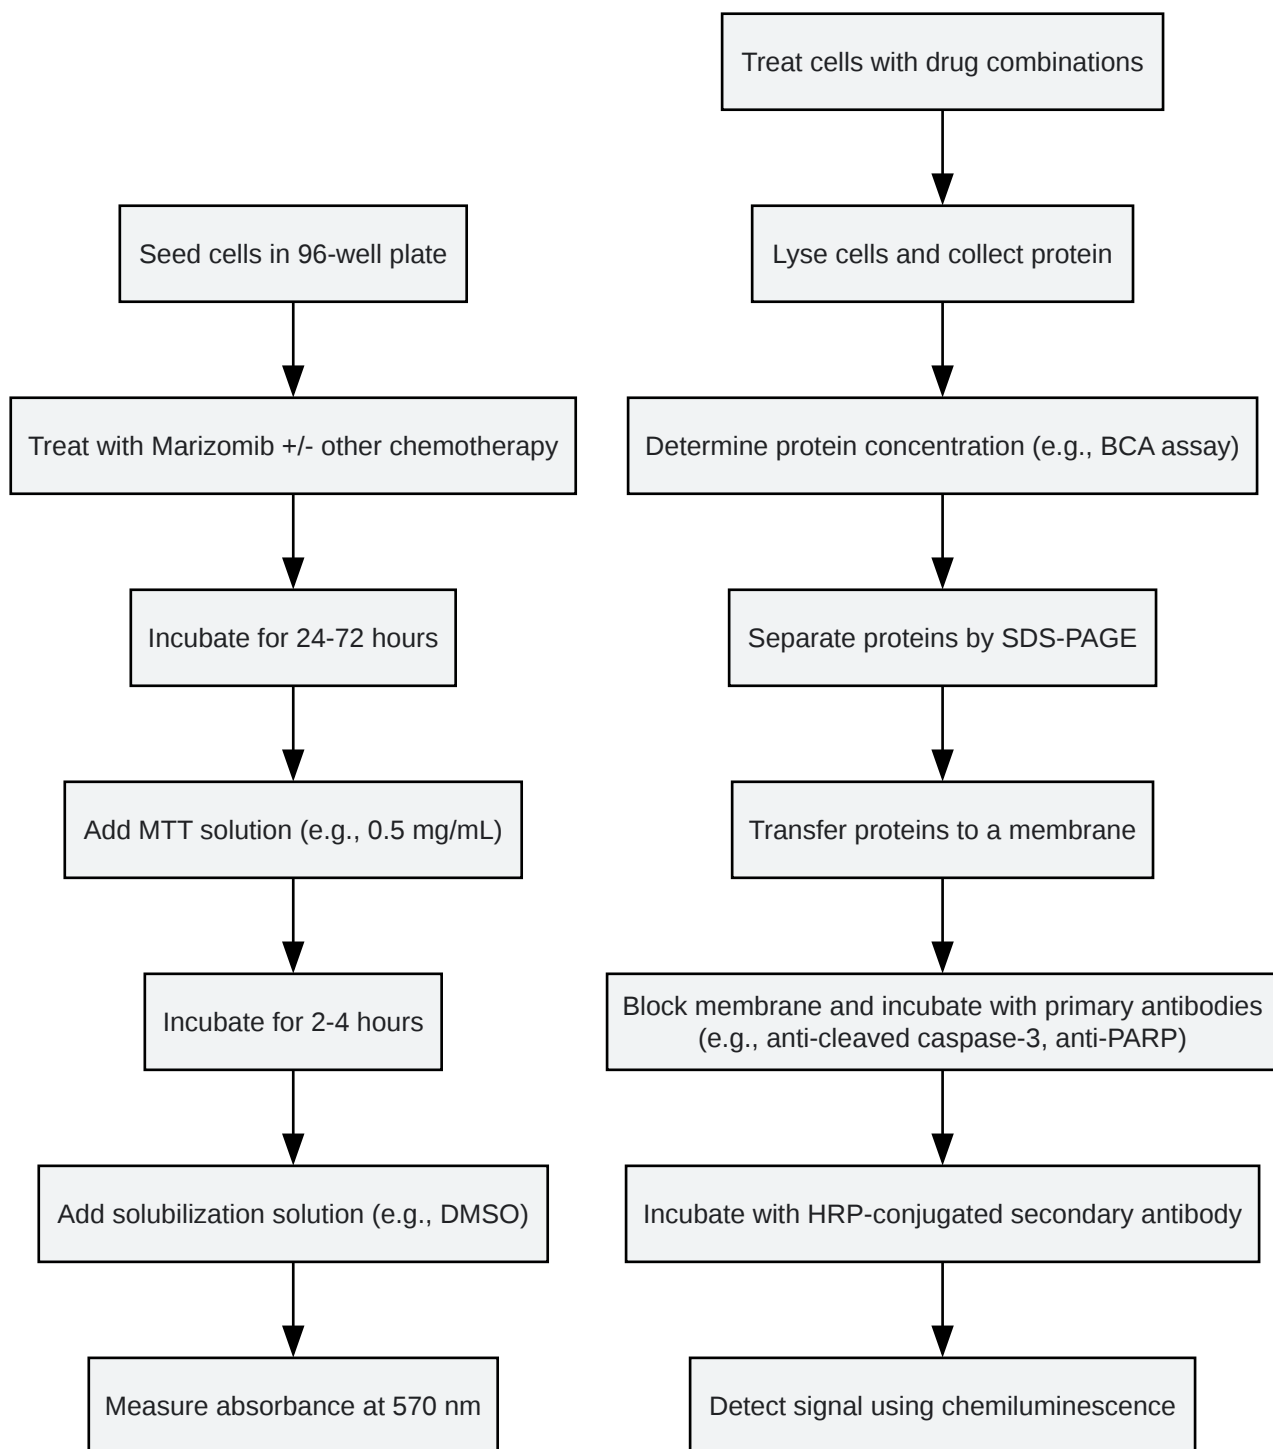 Seed cells in 96-well plate
Treat with Marizomib +/- other chemotherapy
Incubate for 24-72 hours
Add MTT solution (e.g., 0.5 mg/mL)
Incubate for 2-4 hours
Add solubilization solution (e.g., DMSO)
Measure absorbance at 570 nm
Treat cells with drug combinations
Lyse cells and collect protein
Determine protein concentration (e.g., BCA assay)
Separate proteins by SDS-PAGE
Transfer proteins to a membrane
Block membrane and incubate with primary antibodies
(e.g., anti-cleaved caspase-3, anti-PARP)
Incubate with HRP-conjugated secondary antibody
Detect signal using chemiluminescence